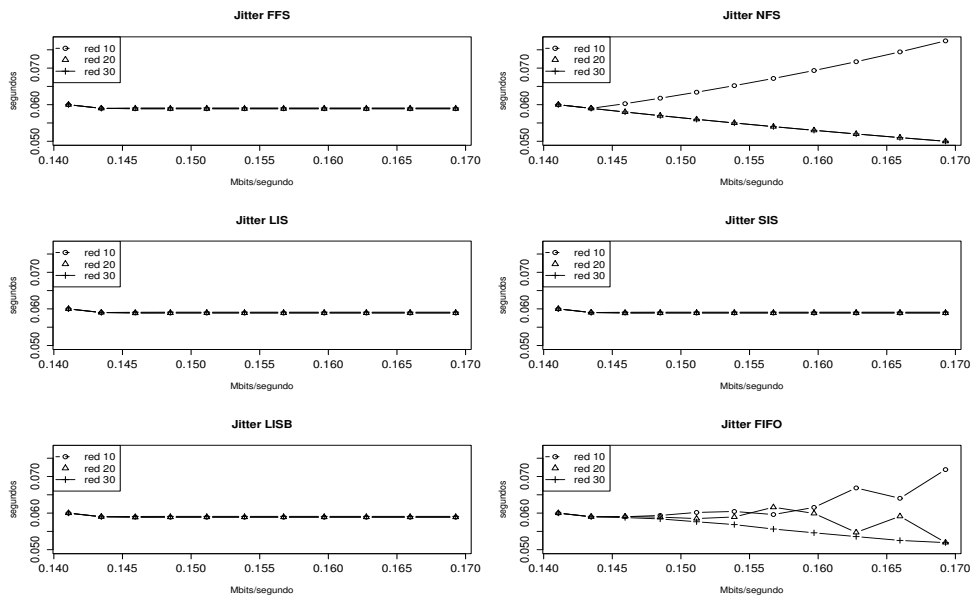 Jitter FFS
red 10
red 20
red 30
segundos
0.050 0.060 0.070
0.140 0.145 0.150 0.155 0.160 0.165 0.170
Mbits/segundo
Jitter NFS
red 10
red 20
red 30
segundos
0.050 0.060 0.070
0.140 0.145 0.150 0.155 0.160 0.165 0.170
Mbits/segundo
Jitter LIS
red 10
red 20
red 30
segundos
0.050 0.060 0.070
0.140 0.145 0.150 0.155 0.160 0.165 0.170
Mbits/segundo
Jitter SIS
red 10
red 20
red 30
segundos
0.050 0.060 0.070
0.140 0.145 0.150 0.155 0.160 0.165 0.170
Mbits/segundo
Jitter LISB
red 10
red 20
red 30
segundos
0.050 0.060 0.070
0.140 0.145 0.150 0.155 0.160 0.165 0.170
Mbits/segundo
Jitter FIFO
red 10
red 20
red 30
segundos
0.050 0.060 0.070
0.140 0.145 0.150 0.155 0.160 0.165 0.170
Mbits/segundo